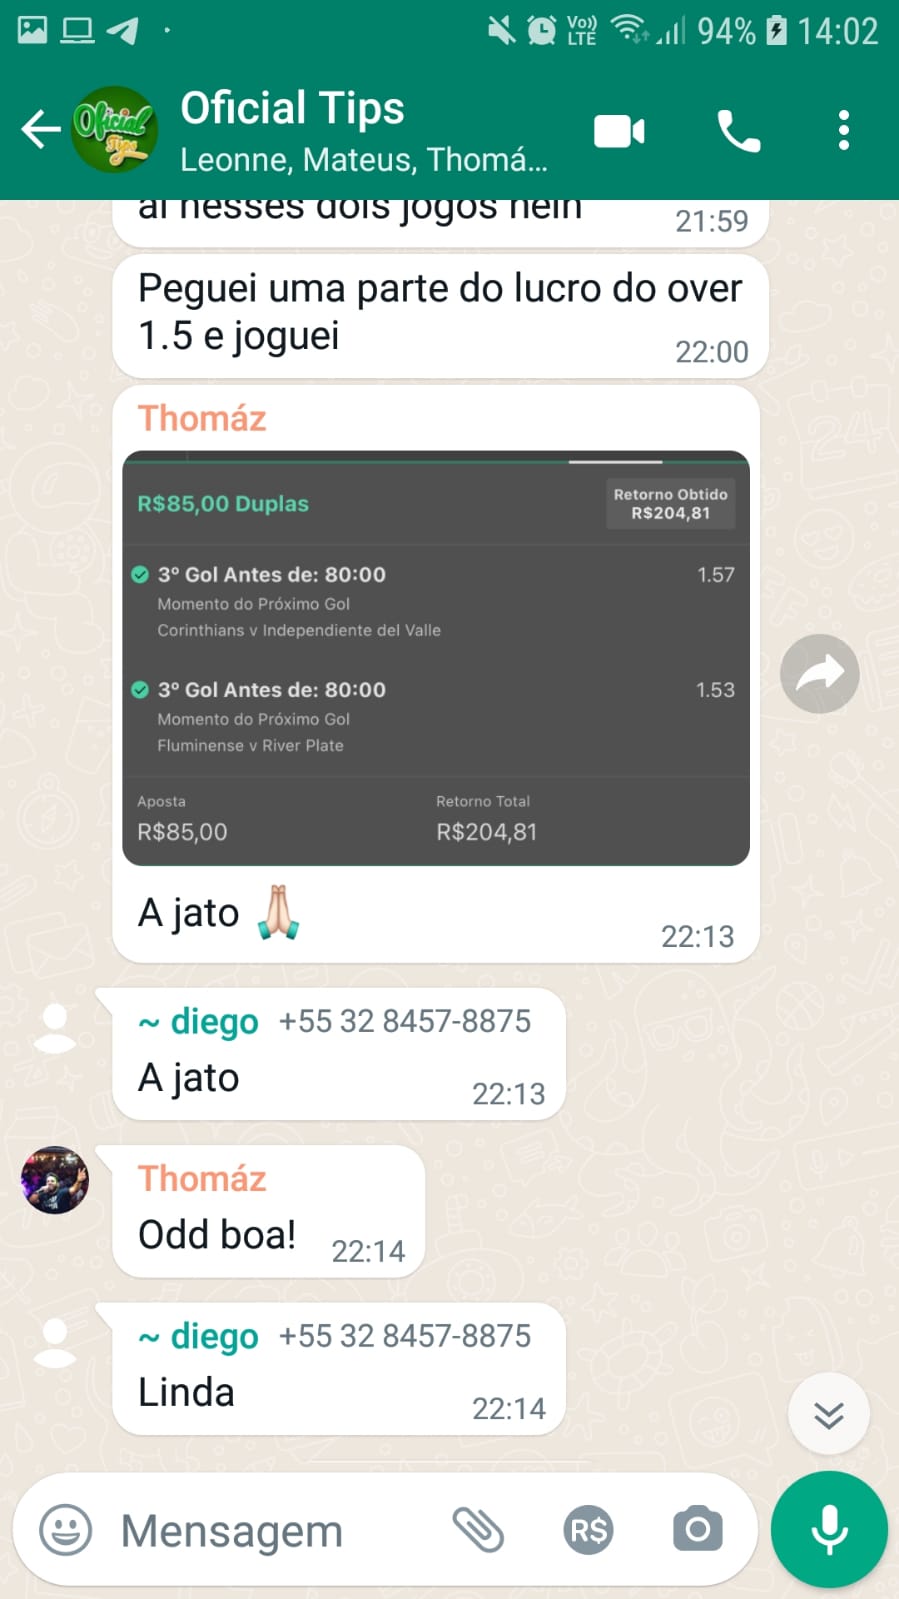 Vo))
LTE
94%
14:02
Oficial Tips
Oficial Tips
Leonne, Mateus, Thomá...
aí nesses dois jogos hein
21:59
Peguei uma parte do lucro do over
1.5 e joguei
22:00
Thomáz
R$85,00 Duplas
Retorno Obtido
R$204,81
3º Gol Antes de: 80:00
1.57
Momento do Próximo Gol
Corinthians v Independiente del Valle
3º Gol Antes de: 80:00
1.53
Momento do Próximo Gol
Fluminense v River Plate
Aposta
Retorno Total
R$85,00
R$204,81
A jato 🙏🏻
22:13
~ diego +55 32 8457-8875
A jato
22:13
Thomáz
Odd boa!
22:14
~ diego +55 32 8457-8875
Linda
22:14
Mensagem
R$